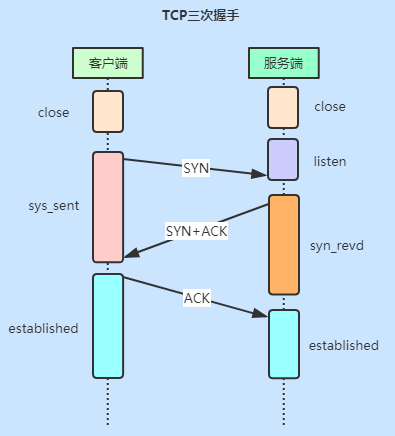 TCP三次握手
客户端
服务端
close
close
listen
SYN
sys_sent
SYN+ACK
syn_revd
ACK
established
established